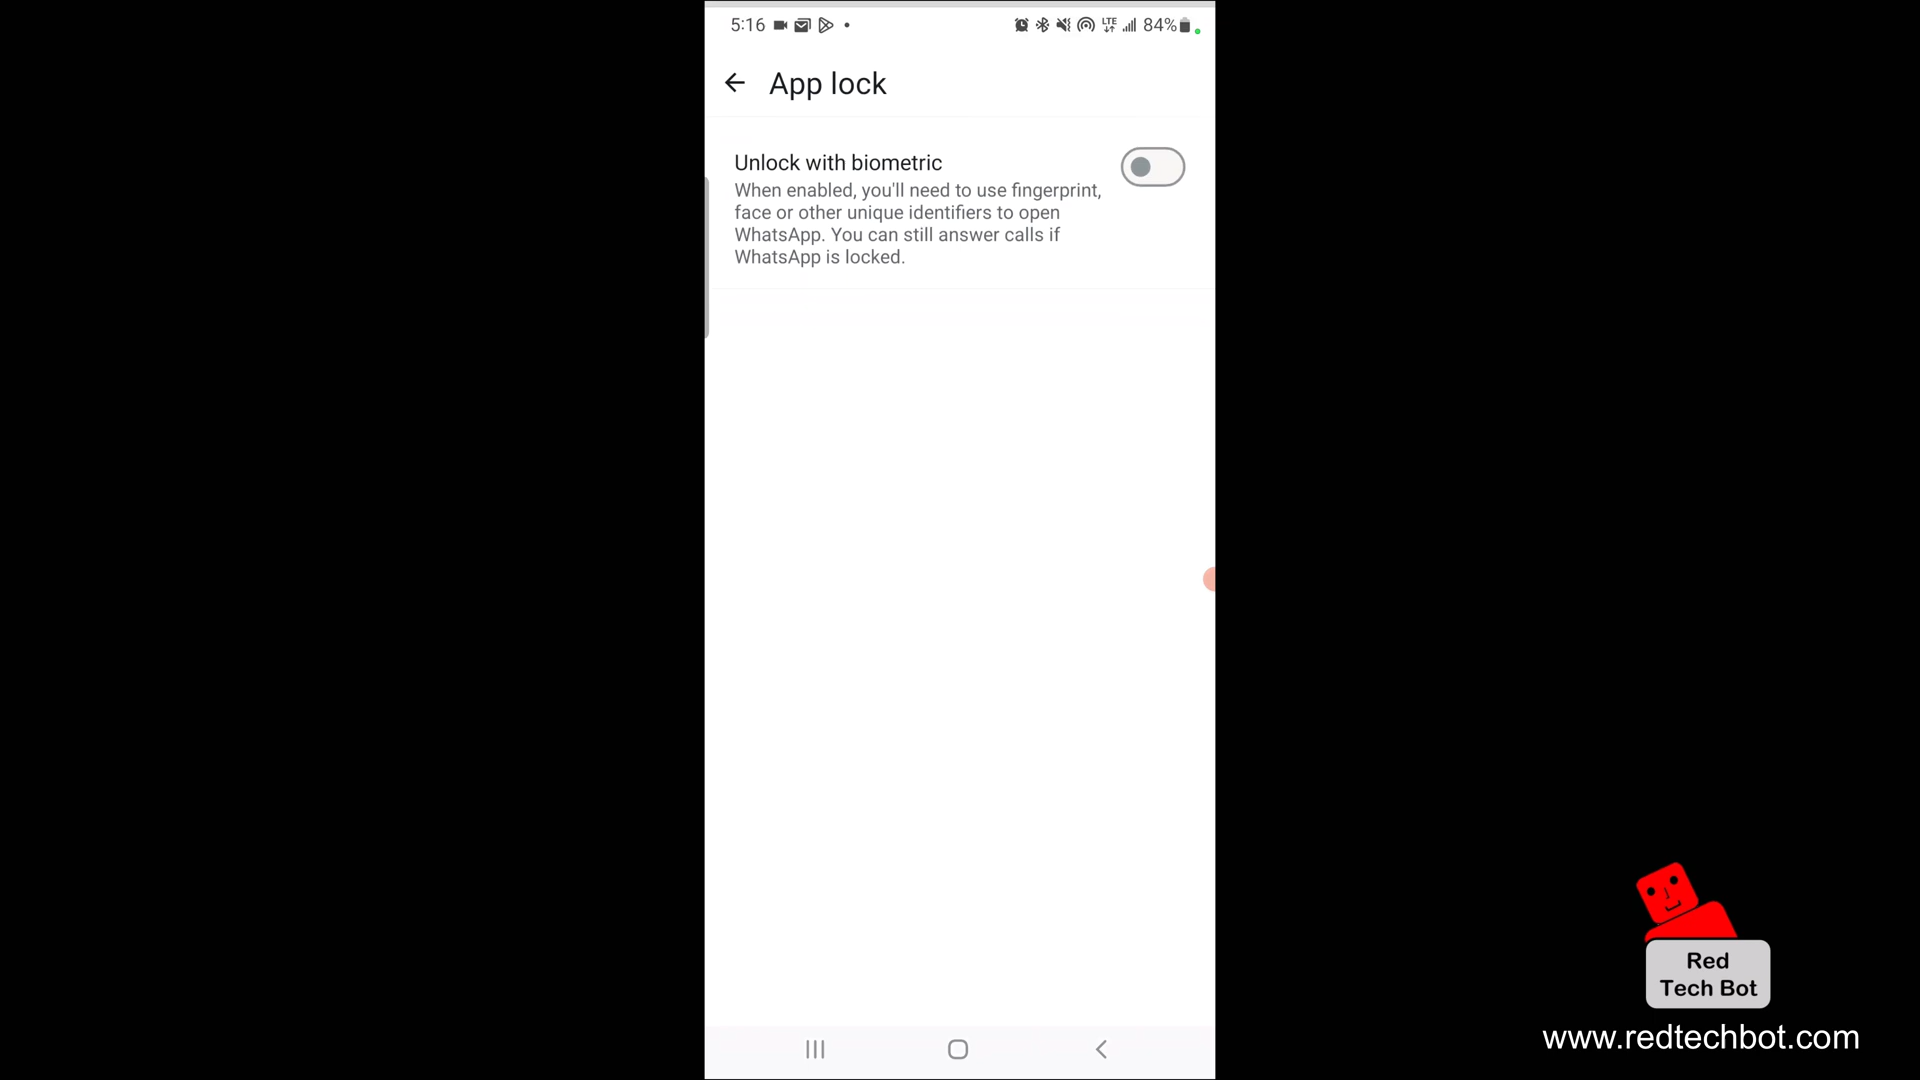 5:16
LTE
84%
App lock
Unlock with biometric
When enabled, you'll need to use fingerprint,
face or other unique identifiers to open
WhatsApp. You can still answer calls if
WhatsApp is locked.
Red
Tech Bot
www.redtechbot.com